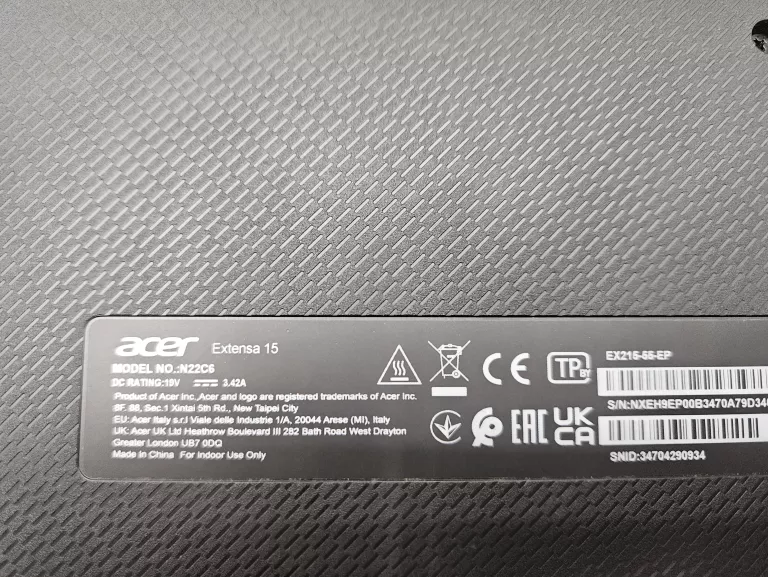 acer Extensa 15
MODEL NO.:N22C6
DC RATING:19V 3.42A
Product of Acer Inc.,Acer and logo are registered trademarks of Acer Inc.
8F, 88, Sec.1 Xintai 5th Rd., New Taipei City
EU: Acer Italy s.r.l Viale delle Industrie 1/A, 20044 Arese (MI), Italy
UK: Acer UK Ltd Heathrow Boulevard III 282 Bath Road West Drayton
Greater London UB7 0DQ
Made In China For Indoor Use Only
CE
TP BY
EAC
UK
CA
EX215-55-EP
S/N:NXEH9EP00B3470A79D340
SNID:34704290934